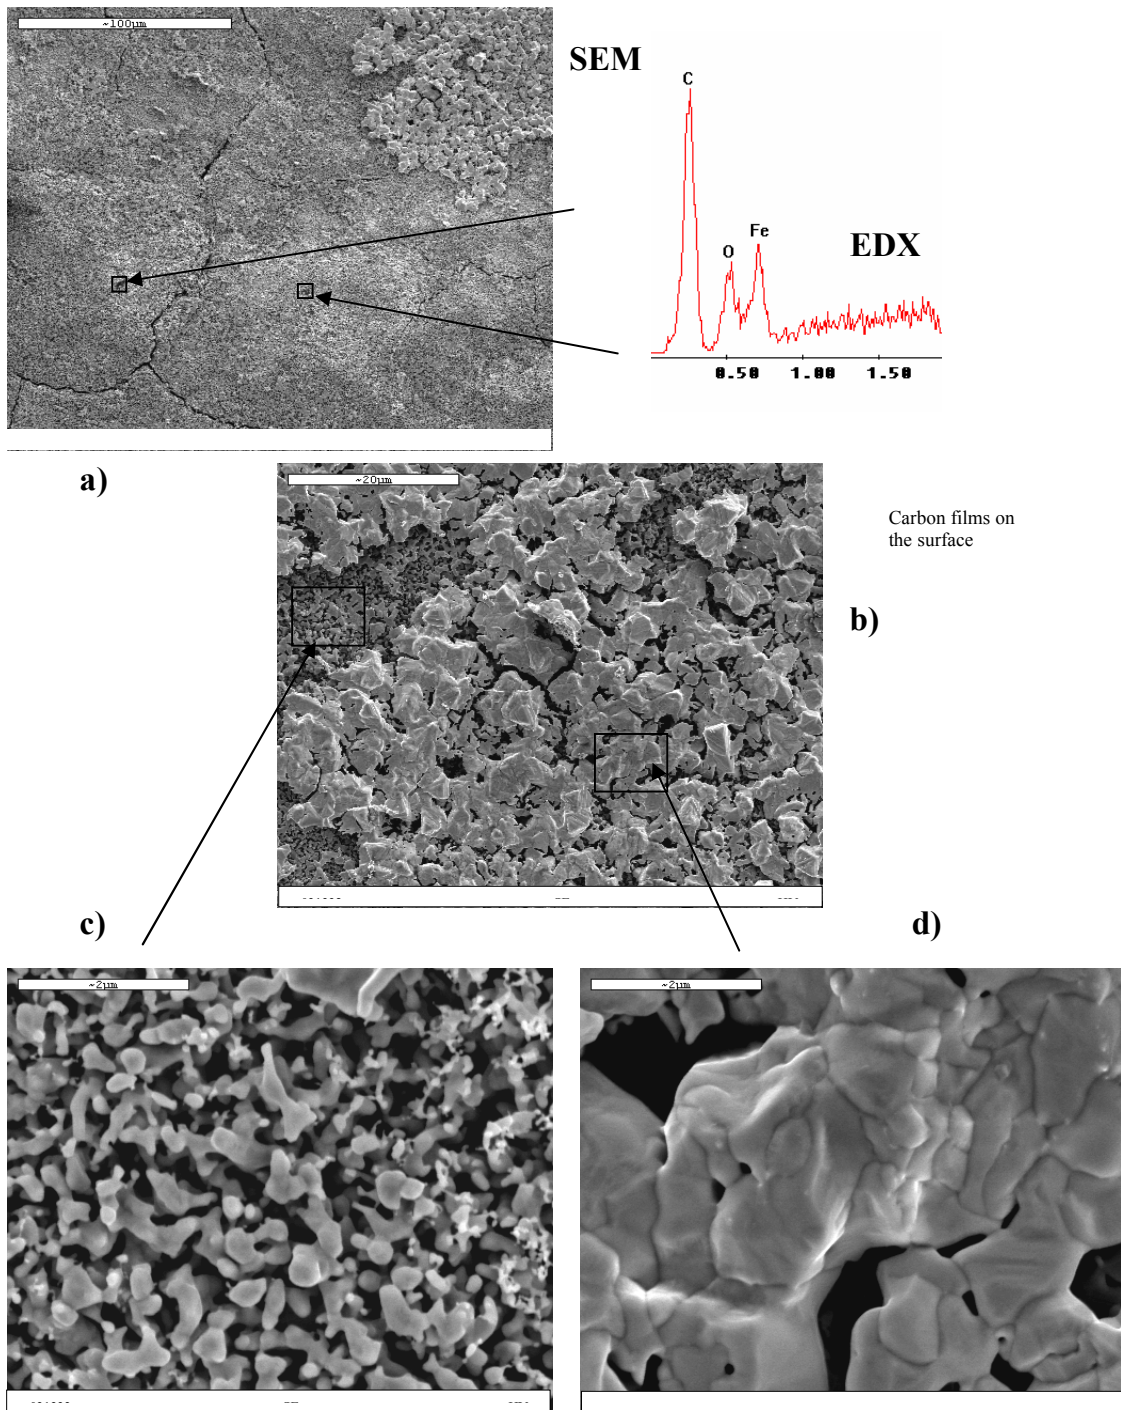 ~100µm
SEM
C
O
Fe
EDX
0.50 1.00 1.50
a)
~20µm
Carbon films on
the surface
b)
c)
d)
~2µm
~2µm